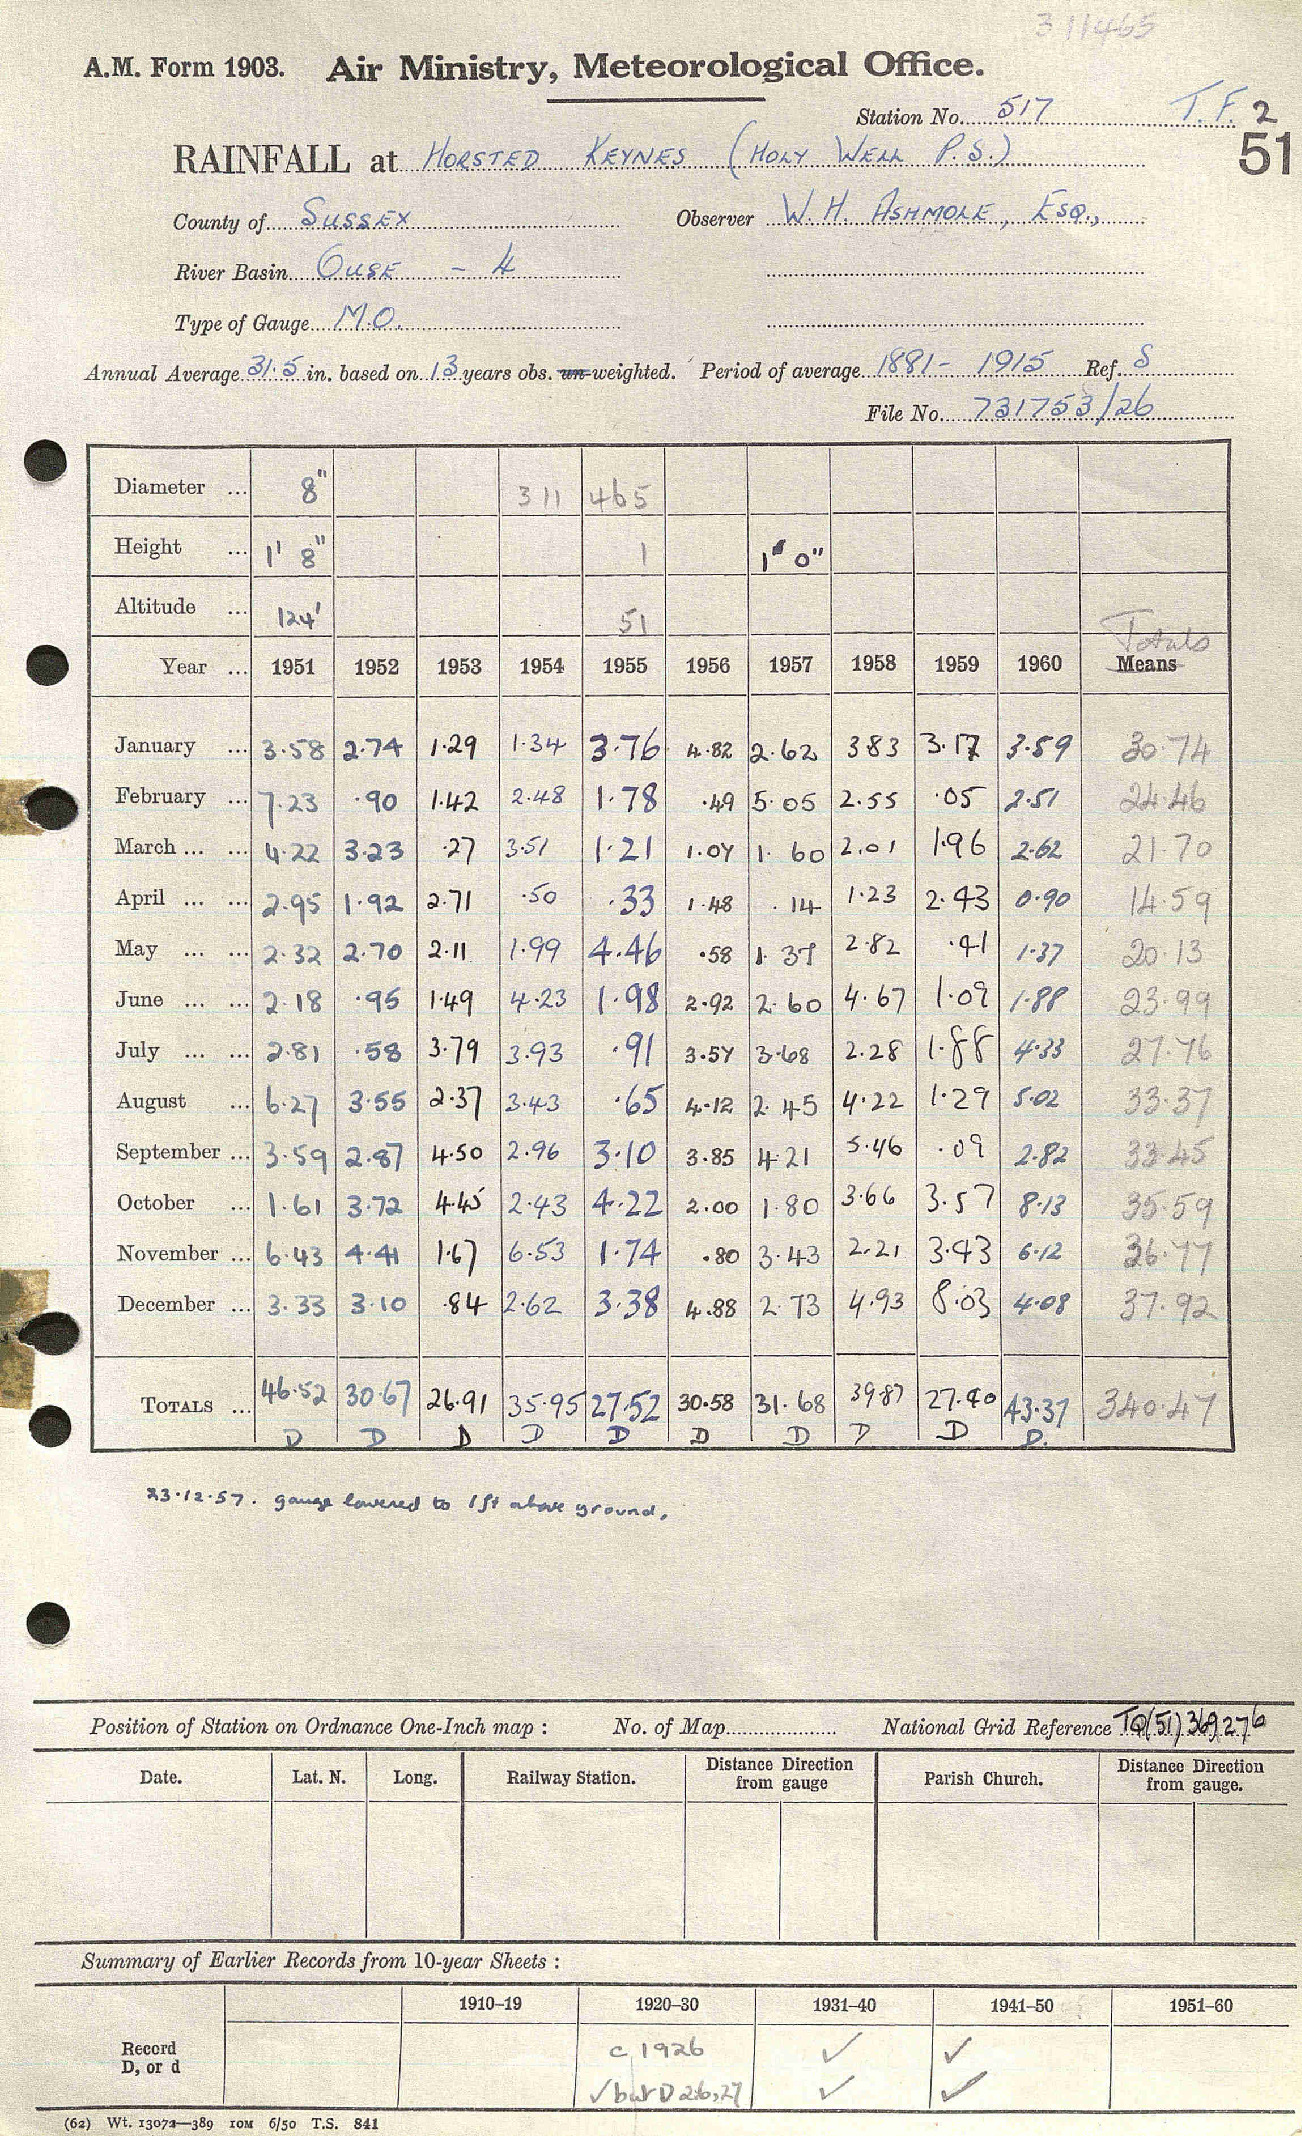 311465
A.M. Form 1903. Air Ministry, Meteorological Office.
Station No. 517 T.F. 2
51
RAINFALL at HORSTED KEYNES (HOLY WELL P.S.)
County of SUSSEX Observer W.H. ASHMOLE, ESQ.,
River Basin OUSE - 4
Type of Gauge M.O.
Annual Average 31.5 in. based on 13 years obs. un-weighted. Period of average 1881- 1915 Ref. S
File No. 731753/26
Diameter ... 8" 311 465
Height ... 1' 8" 1 1' 0"
Altitude ... 124' 51
Totals
Year ... 1951 1952 1953 1954 1955 1956 1957 1958 1959 1960 Means
January ... 3.58 2.74 1.29 1.34 3.76 4.82 2.62 3 83 3.17 3.59 30.74
February ... 7.23 .90 1.42 2.48 1.78 .49 5.05 2.55 .05 2.51 24.46
March ... ... 4.22 3.23 .27 3.51 1.21 1.07 1.60 2.01 1.96 2.62 21.70
April ... ... 2.95 1.92 2.71 .50 .33 1.48 .14 1.23 2.43 0.90 14.59
May ... ... 2.32 2.70 2.11 1.99 4.46 .58 1.37 2.82 .41 1.37 20.13
June ... ... 2.18 .95 1.49 4.23 1.98 2.92 2.60 4.67 1.09 1.88 23.99
July ... ... 2.81 .58 3.79 3.93 .91 3.57 3.68 2.28 1.88 4.33 27.76
August ... 6.27 3.55 2.37 3.43 .65 4.12 2.45 4.22 1.29 5.02 33.37
September ... 3.59 2.87 4.50 2.96 3.10 3.85 4.21 5.46 .09 2.82 33.45
October ... 1.61 3.72 4.45 2.43 4.22 2.00 1.80 3.66 3.57 8.13 35.59
November ... 6.43 4.41 1.67 6.53 1.74 .80 3.43 2.21 3.43 6.12 36.77
December ... 3.33 3.10 .84 2.62 3.38 4.88 2.73 4.93 8.03 4.08 37.92
TOTALS ... 46.52 30.67 26.91 35.95 27.52 30.58 31.68 39.87 27.40 43.37 340.47
D D D D D D D D D D.
23.12.57. gauge lowered to 1ft above ground.
Position of Station on Ordnance One-Inch map : No. of Map National Grid Reference TQ(51) 369276
Date. Lat. N. Long. Railway Station. Distance Direction from gauge Parish Church. Distance Direction from gauge.
Summary of Earlier Records from 10-year Sheets :
1910–19 1920–30 1931–40 1941–50 1951–60
Record c 1926 ✓ ✓
D, or d ✓ but D 26,27 ✓ ✓
(62) Wt. 13072—389 10M 6/50 T.S. 841